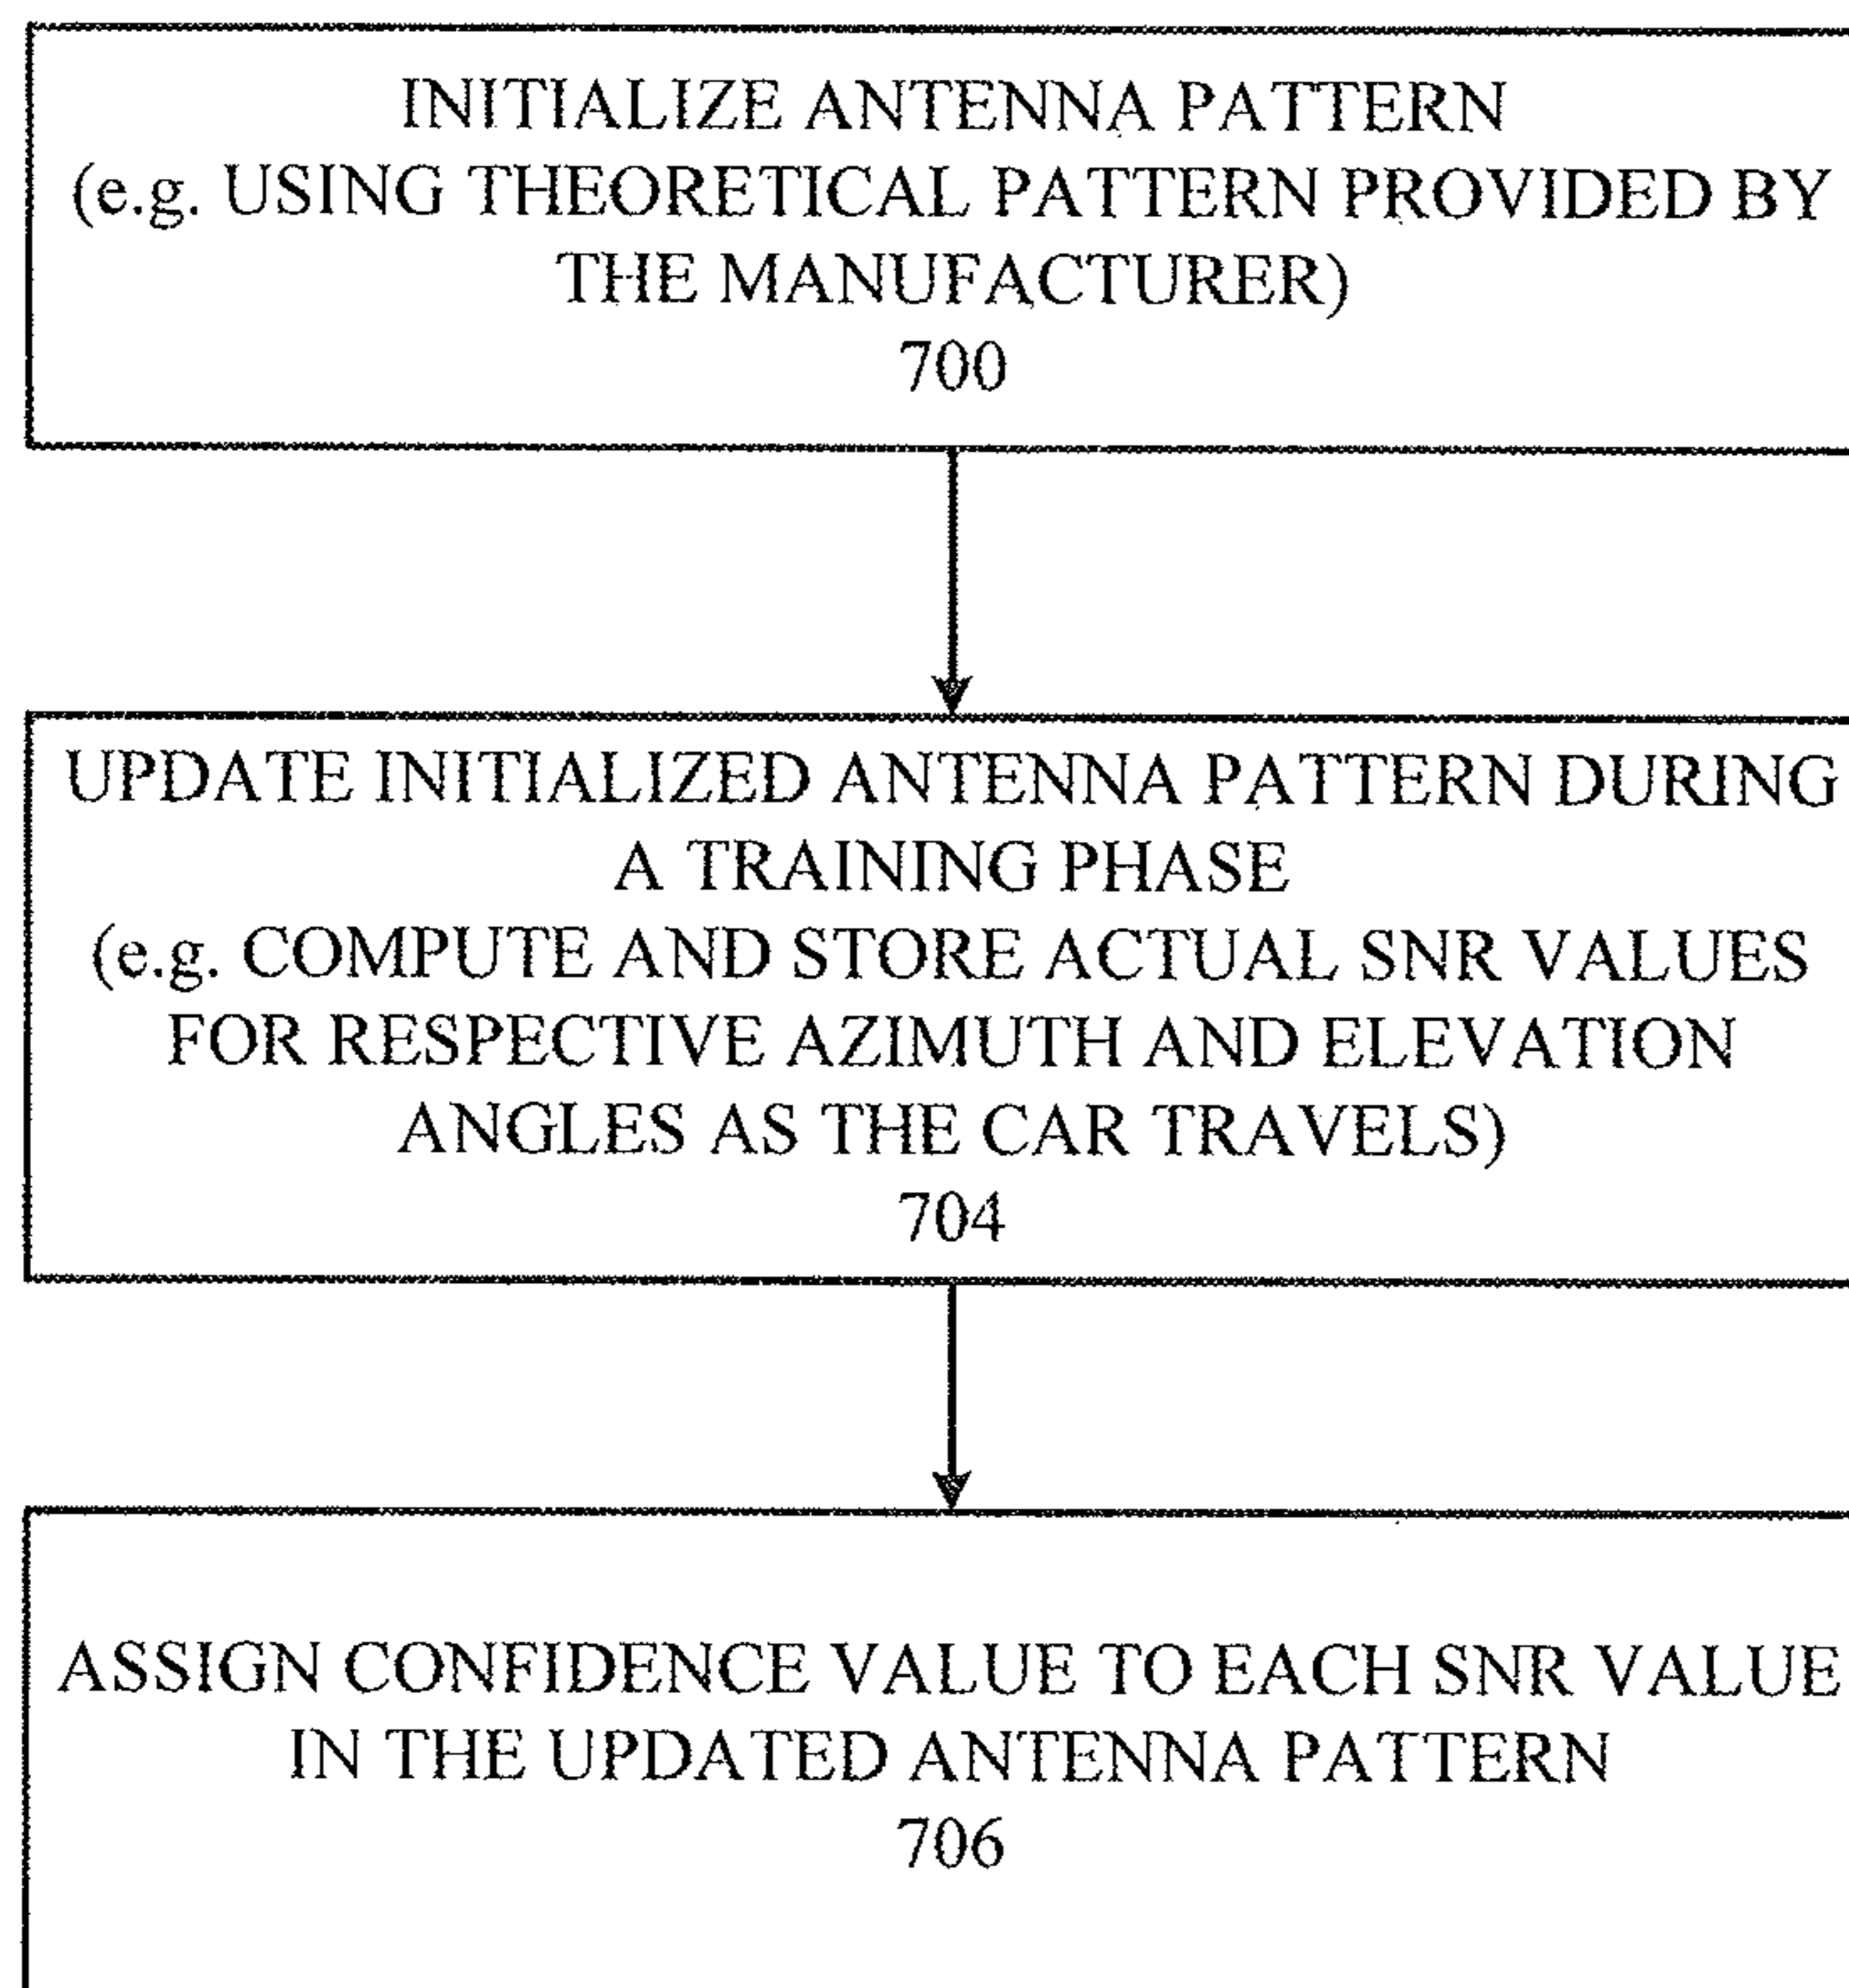 INITIALIZE ANTENNA PATTERN
(e.g. USING THEORETICAL PATTERN PROVIDED BY
THE MANUFACTURER)
700
UPDATE INITIALIZED ANTENNA PATTERN DURING
A TRAINING PHASE
(e.g. COMPUTE AND STORE ACTUAL SNR VALUES
FOR RESPECTIVE AZIMUTH AND ELEVATION
ANGLES AS THE CAR TRAVELS)
704
ASSIGN CONFIDENCE VALUE TO EACH SNR VALUE
IN THE UPDATED ANTENNA PATTERN
706